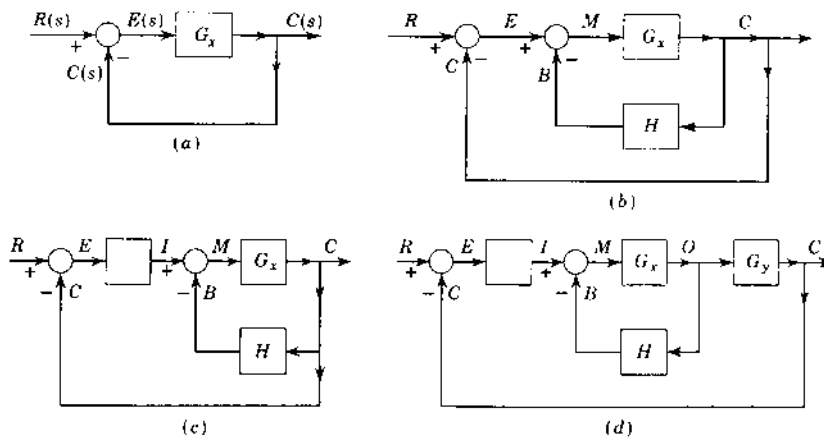 R(s) E(s) C(s)
+ G_x
− C(s)
(a)
R E M C
+ + G_x
C − B −
H
(b)
R E I M C
+ + G_x
− C − B
H
(c)
R E I M O C
+ + G_x G_y
− C − B
H
(d)